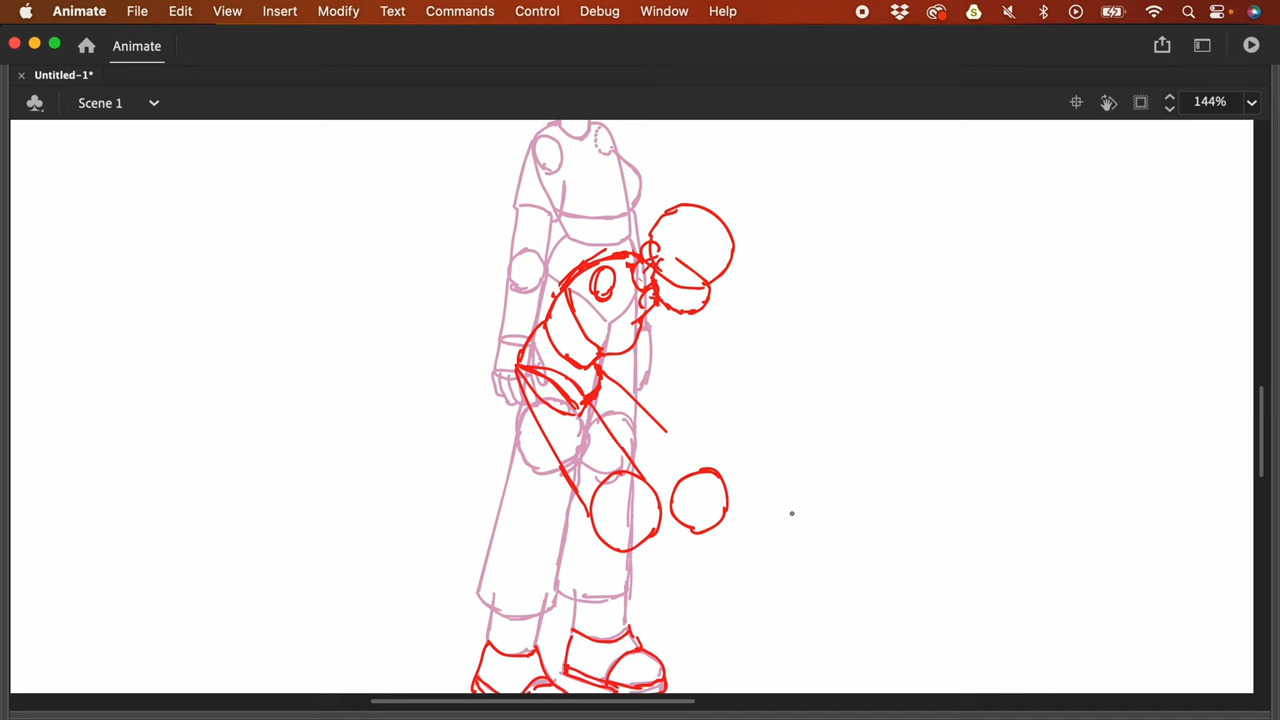 Animate File Edit View Insert Modify Text Commands Control Debug Window Help
Animate
Untitled-1*
Scene 1
144%